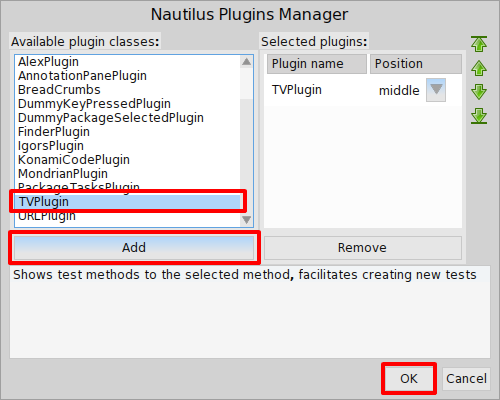 Nautilus Plugins Manager
Available plugin classes:
AlexPlugin
AnnotationPanePlugin
BreadCrumbs
DummyKeyPressedPlugin
DummyPackageSelectedPlugin
FinderPlugin
IgorsPlugin
KonamiCodePlugin
MondrianPlugin
PackageTasksPlugin
TVPlugin
URLPlugin
Add
Selected plugins:
Plugin name Position
TVPlugin middle
Remove
Shows test methods to the selected method, facilitates creating new tests
OK Cancel